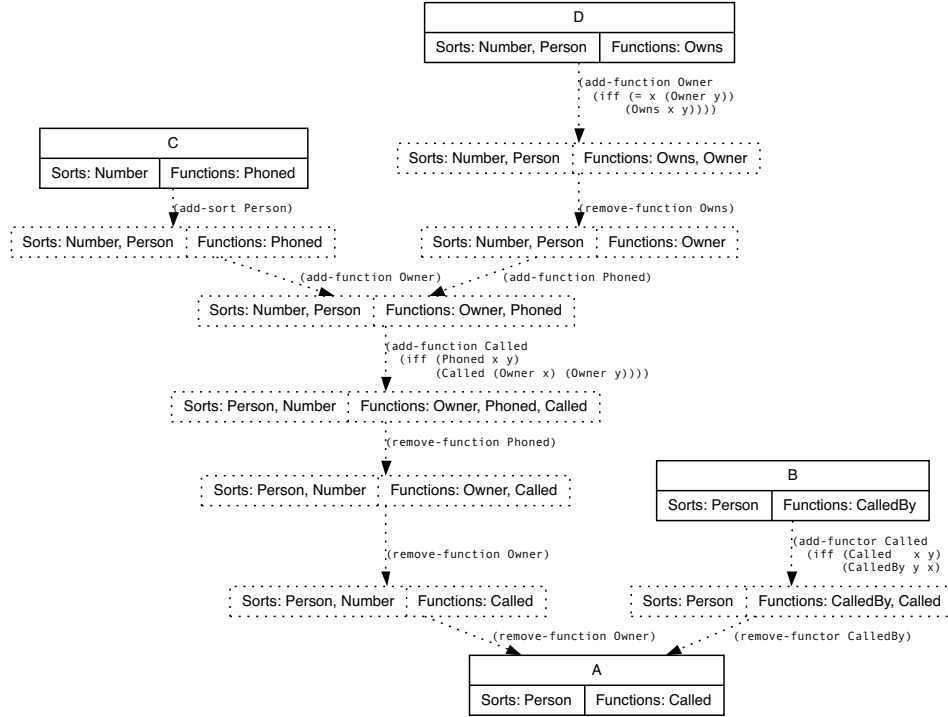 D
Sorts: Number, Person Functions: Owns
(add-function Owner
(iff (= x (Owner y))
(Owns x y))))
C
Sorts: Number Functions: Phoned
Sorts: Number, Person Functions: Owns, Owner
(add-sort Person)
(remove-function Owns)
Sorts: Number, Person Functions: Phoned
Sorts: Number, Person Functions: Owner
(add-function Owner)
(add-function Phoned)
Sorts: Number, Person Functions: Owner, Phoned
(add-function Called
(iff (Phoned x y)
(Called (Owner x) (Owner y))))
Sorts: Person, Number Functions: Owner, Phoned, Called
(remove-function Phoned)
B
Sorts: Person, Number Functions: Owner, Called
Sorts: Person Functions: CalledBy
(add-functor Called
(iff (Called x y)
(CalledBy y x)
(remove-function Owner)
Sorts: Person, Number Functions: Called
Sorts: Person Functions: CalledBy, Called
(remove-function Owner)
(remove-functor CalledBy)
A
Sorts: Person Functions: Called